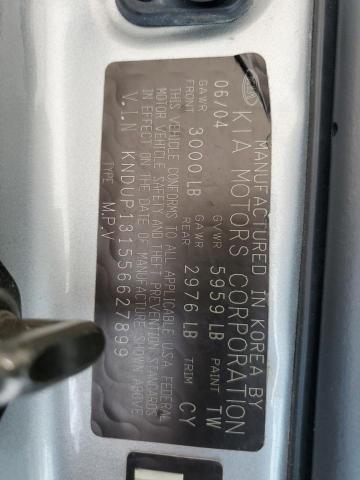 MANUFACTURED IN KOREA BY
KIA MOTORS CORPORATION
06/04 GVWR 5959 LB PAINT TW
GAWR FRONT 3000 LB GAWR REAR 2976 LB TRIM CY
THIS VEHICLE CONFORMS TO ALL APPLICABLE U.S.A. FEDERAL
MOTOR VEHICLE SAFETY AND THEFT PREVENTION STANDARDS
IN EFFECT ON THE DATE OF MANUFACTURE SHOWN ABOVE
V.I.N KNDUP131556627899
TYPE M.P.V